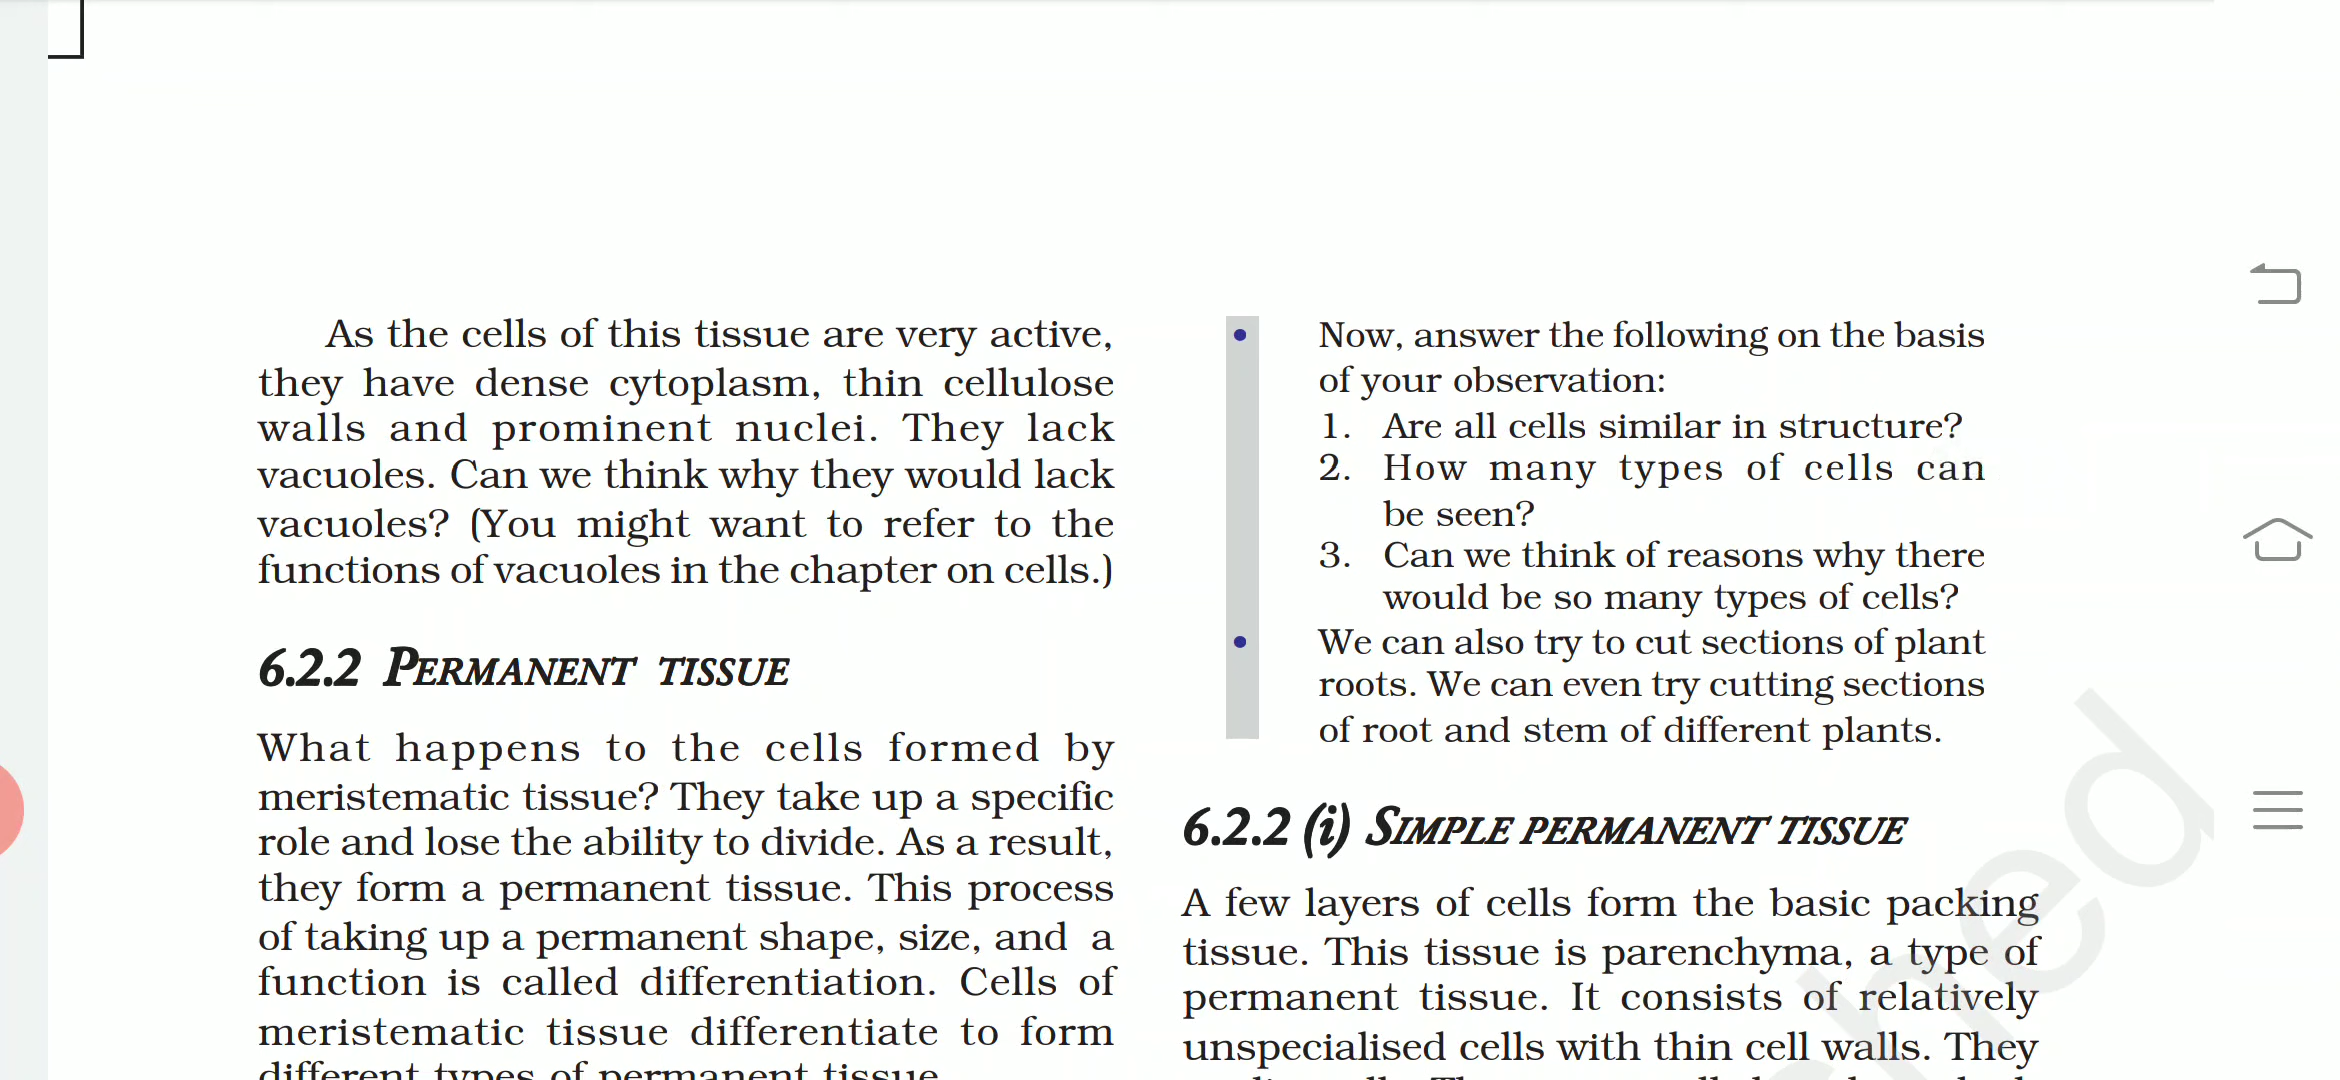 As the cells of this tissue are very active,
they have dense cytoplasm, thin cellulose
walls and prominent nuclei. They lack
vacuoles. Can we think why they would lack
vacuoles? (You might want to refer to the
functions of vacuoles in the chapter on cells.)
6.2.2 PERMANENT TISSUE
What happens to the cells formed by
meristematic tissue? They take up a specific
role and lose the ability to divide. As a result,
they form a permanent tissue. This process
of taking up a permanent shape, size, and a
function is called differentiation. Cells of
meristematic tissue differentiate to form
different types of permanent tissue.
• Now, answer the following on the basis
of your observation:
1. Are all cells similar in structure?
2. How many types of cells can
be seen?
3. Can we think of reasons why there
would be so many types of cells?
• We can also try to cut sections of plant
roots. We can even try cutting sections
of root and stem of different plants.
6.2.2 (i) SIMPLE PERMANENT TISSUE
A few layers of cells form the basic packing
tissue. This tissue is parenchyma, a type of
permanent tissue. It consists of relatively
unspecialised cells with thin cell walls. They
hed